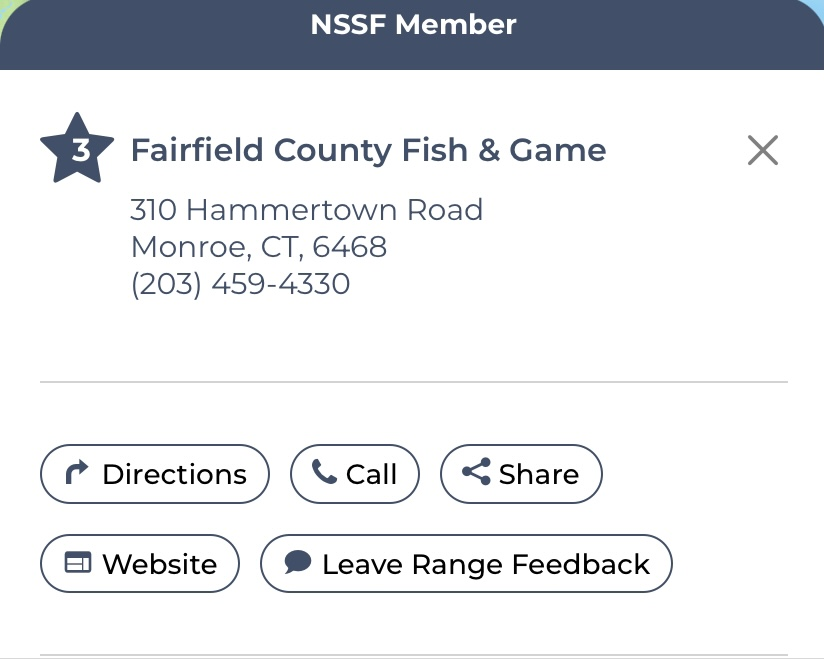 NSSF Member
3
Fairfield County Fish & Game
310 Hammertown Road
Monroe, CT, 6468
(203) 459-4330
Directions
Call
Share
Website
Leave Range Feedback